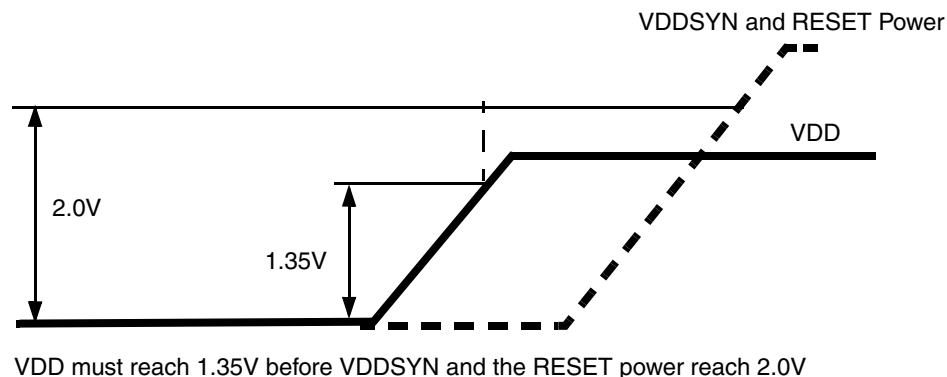 VDDSYN and RESET Power
VDD
2.0V
1.35V
VDD must reach 1.35V before VDDSYN and the RESET power reach 2.0V